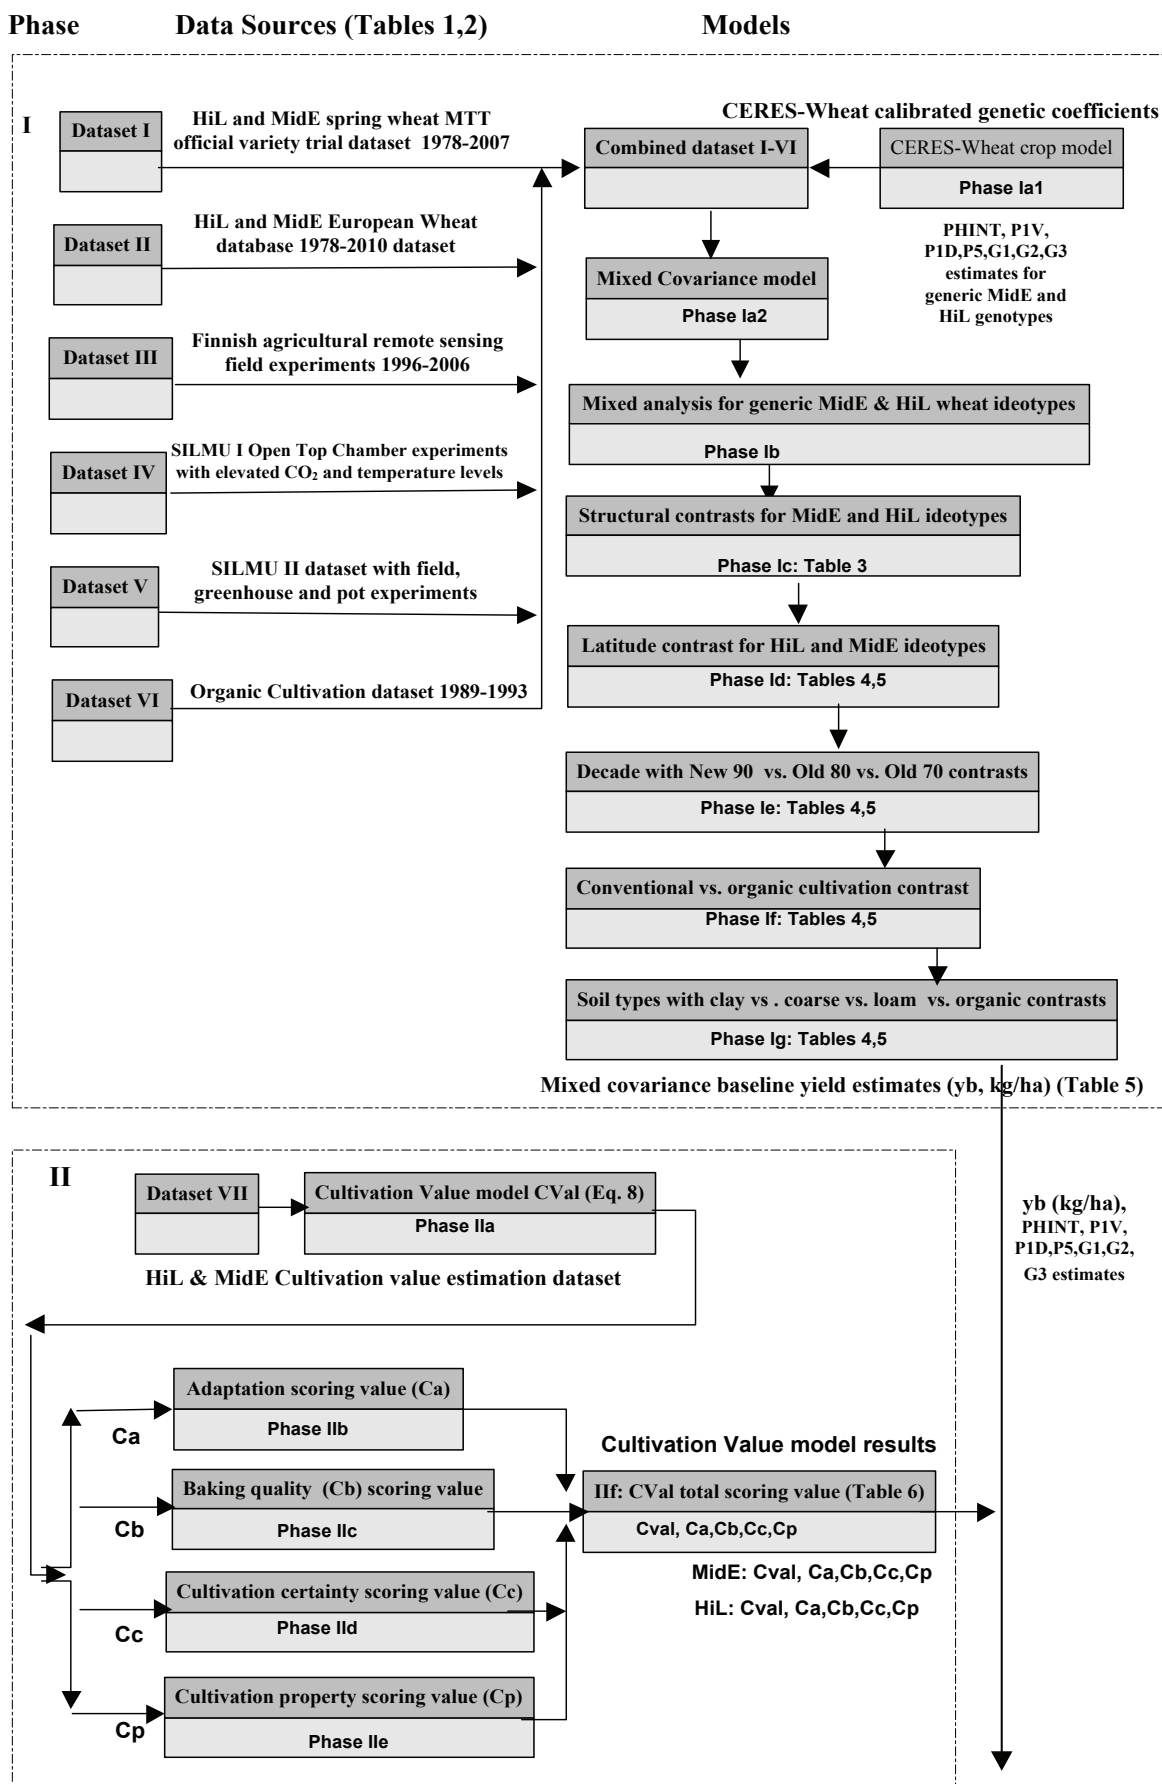 Phase
Data Sources (Tables 1,2)
Models
I
Dataset I
HiL and MidE spring wheat MTT
official variety trial dataset  1978-2007
Dataset II
HiL and MidE European Wheat
database 1978-2010 dataset
Dataset III
Finnish agricultural remote sensing
field experiments 1996-2006
Dataset IV
SILMU I Open Top Chamber experiments
with elevated CO₂ and temperature levels
Dataset V
SILMU II dataset with field,
greenhouse and pot experiments
Dataset VI
Organic Cultivation dataset 1989-1993
CERES-Wheat calibrated genetic coefficients
Combined dataset I-VI
CERES-Wheat crop model
Phase Ia1
PHINT, P1V,
P1D,P5,G1,G2,G3
estimates for
generic MidE and
HiL genotypes
Mixed Covariance model
Phase Ia2
Mixed analysis for generic MidE & HiL wheat ideotypes
Phase Ib
Structural contrasts for MidE and HiL ideotypes
Phase Ic: Table 3
Latitude contrast for HiL and MidE ideotypes
Phase Id: Tables 4,5
Decade with New 90  vs. Old 80 vs. Old 70 contrasts
Phase Ie: Tables 4,5
Conventional vs. organic cultivation contrast
Phase If: Tables 4,5
Soil types with clay vs . coarse vs. loam  vs. organic contrasts
Phase Ig: Tables 4,5
Mixed covariance baseline yield estimates (yb, kg/ha) (Table 5)
II
Dataset VII
Cultivation Value model CVal (Eq. 8)
Phase IIa
HiL & MidE Cultivation value estimation dataset
yb (kg/ha),
PHINT, P1V,
P1D,P5,G1,G2,
G3 estimates
Ca
Adaptation scoring value (Ca)
Phase IIb
Cb
Baking quality  (Cb) scoring value
Phase IIc
Cc
Cultivation certainty scoring value (Cc)
Phase IId
Cp
Cultivation property scoring value (Cp)
Phase IIe
Cultivation Value model results
IIf: CVal total scoring value (Table 6)
Cval, Ca,Cb,Cc,Cp
MidE: Cval, Ca,Cb,Cc,Cp
HiL: Cval, Ca,Cb,Cc,Cp